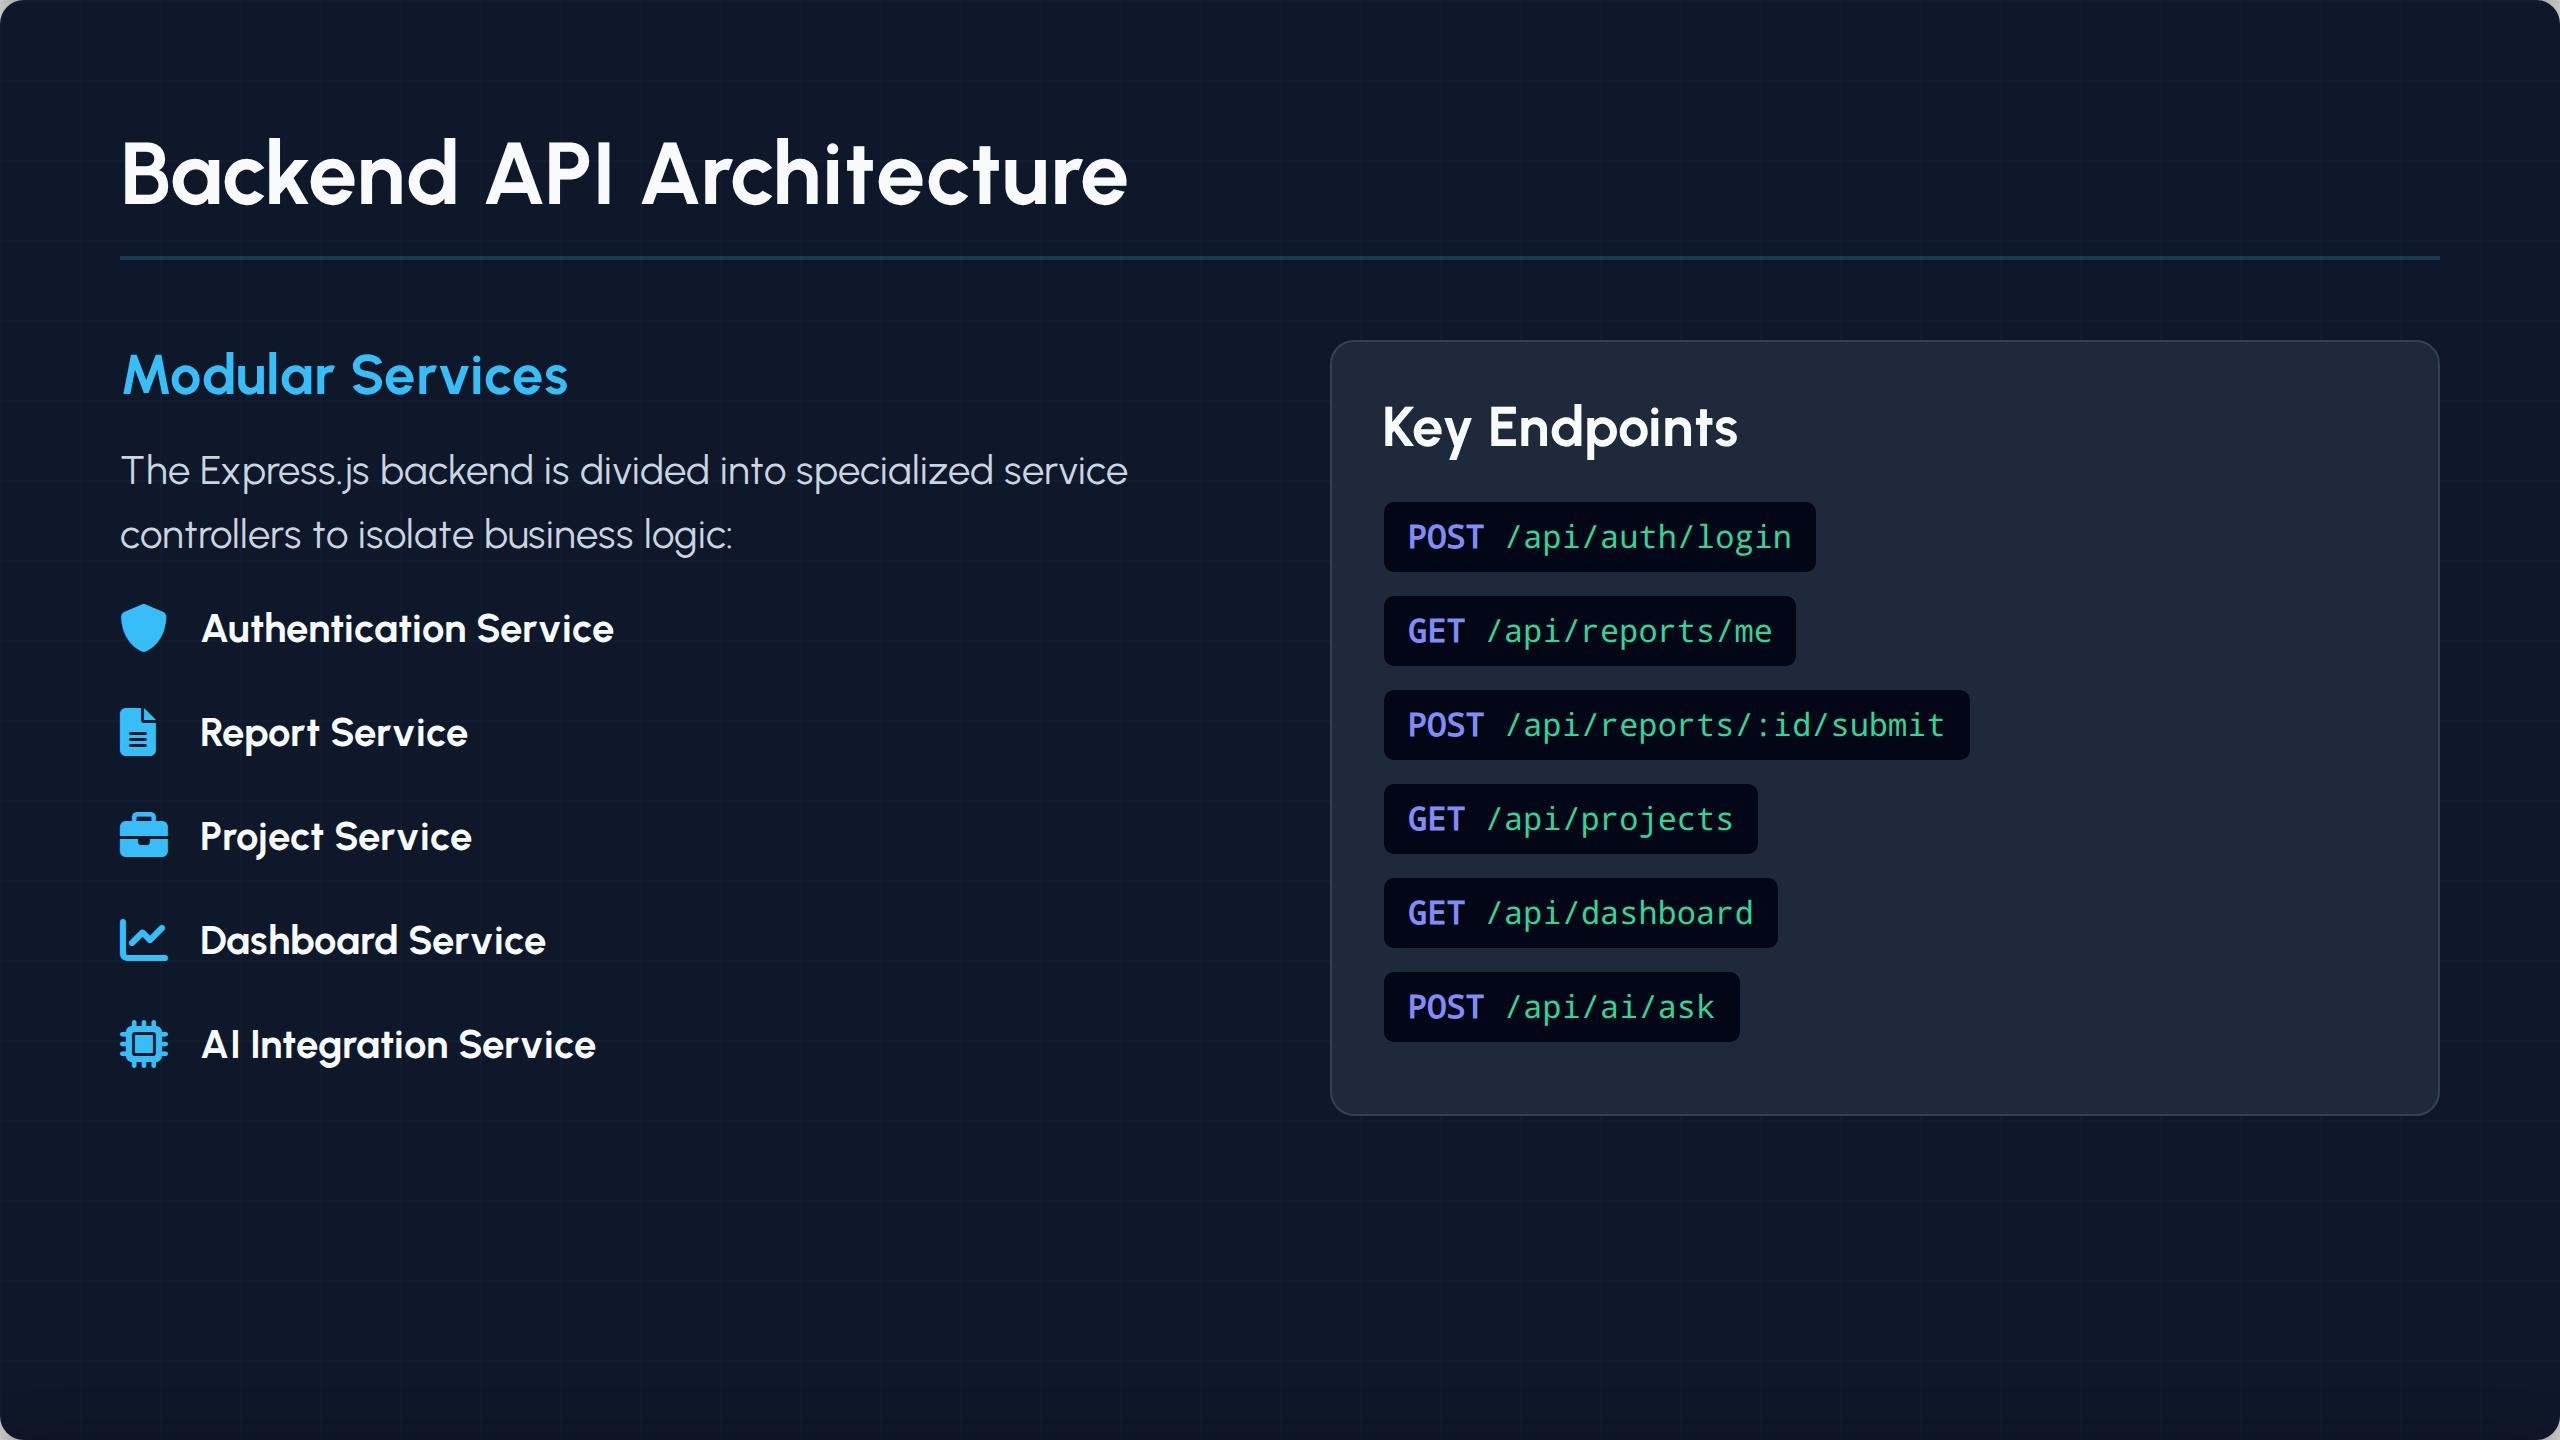 Backend API Architecture
Modular Services
The Express.js backend is divided into specialized service
controllers to isolate business logic:
Authentication Service
Report Service
Project Service
Dashboard Service
AI Integration Service
Key Endpoints
POST /api/auth/login
GET /api/reports/me
POST /api/reports/:id/submit
GET /api/projects
GET /api/dashboard
POST /api/ai/ask